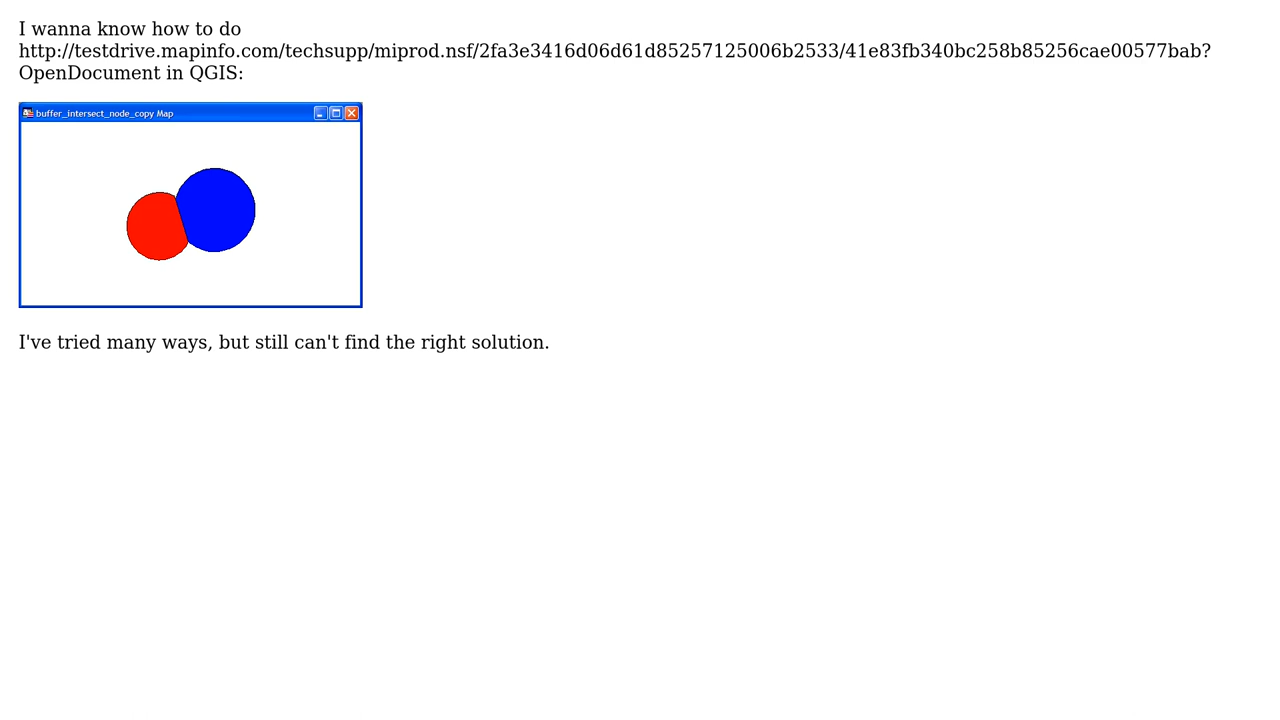 I wanna know how to do
http://testdrive.mapinfo.com/techsupp/miprod.nsf/2fa3e3416d06d61d85257125006b2533/41e83fb340bc258b85256cae00577bab?
OpenDocument in QGIS:
buffer_intersect_node_copy Map
I've tried many ways, but still can't find the right solution.